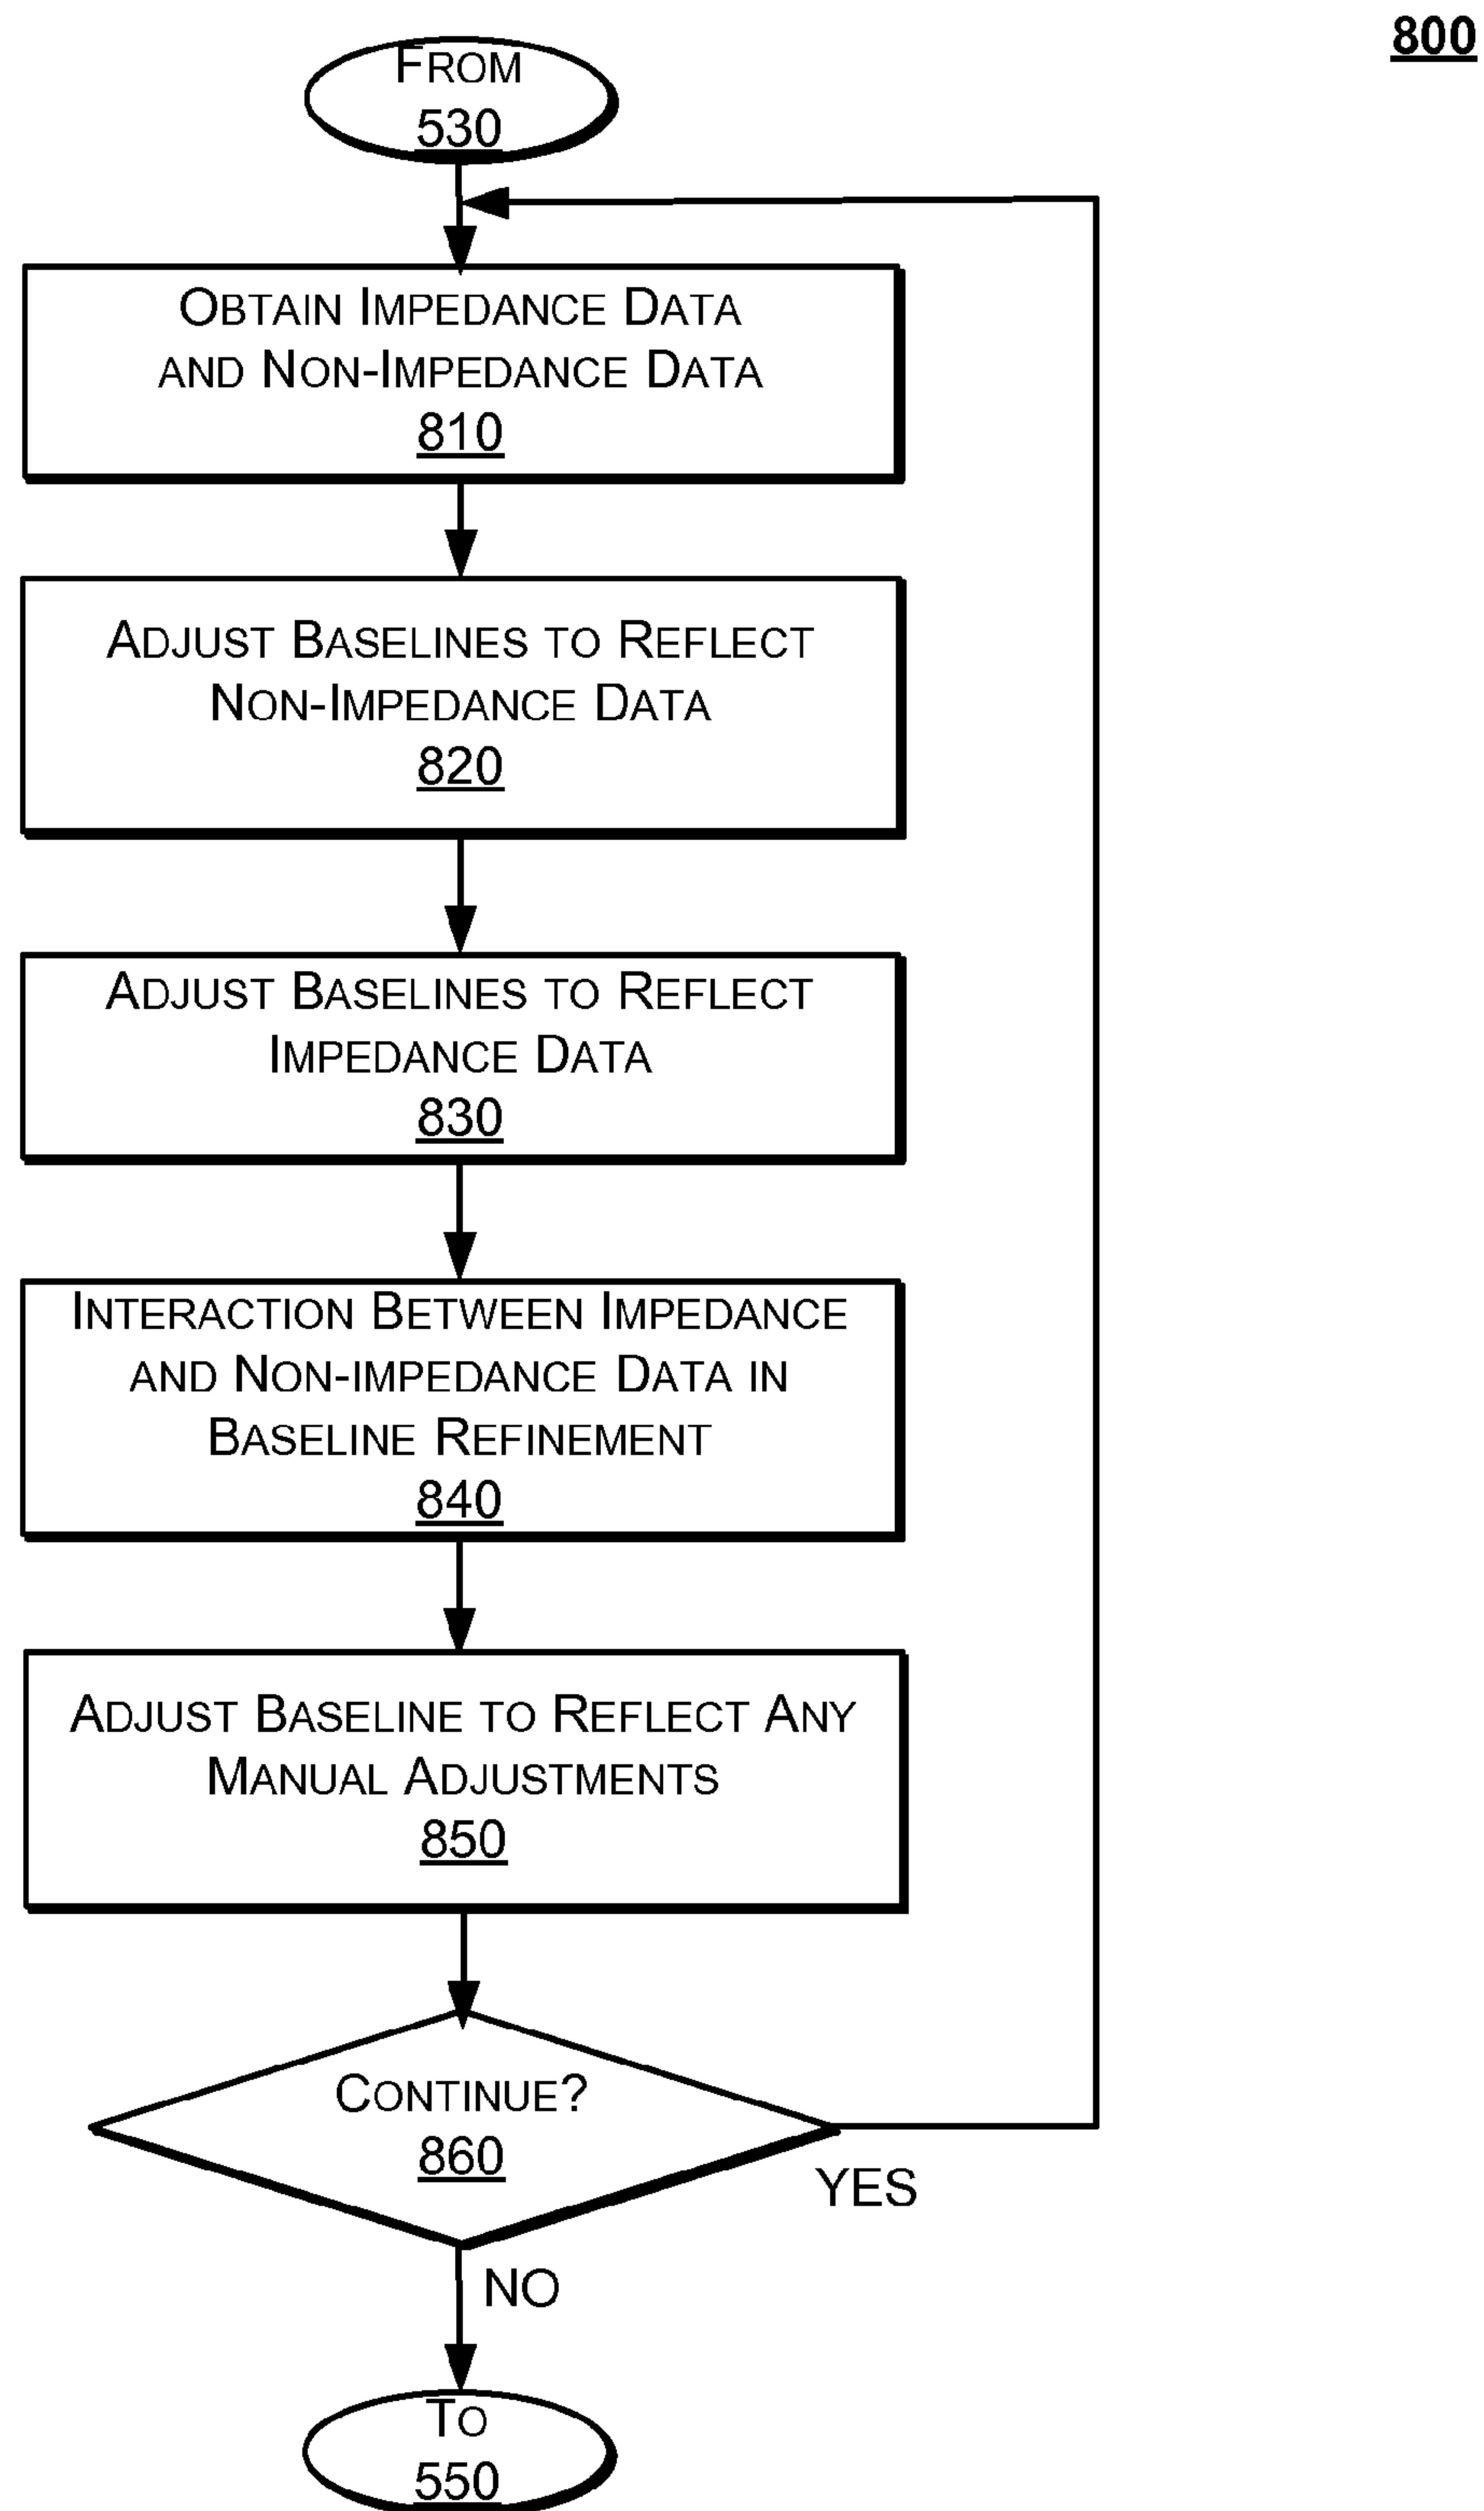 800
From
530
Obtain Impedance Data
and Non-Impedance Data
810
Adjust Baselines to Reflect
Non-Impedance Data
820
Adjust Baselines to Reflect
Impedance Data
830
Interaction Between Impedance
and Non-impedance Data in
Baseline Refinement
840
Adjust Baseline to Reflect Any
Manual Adjustments
850
Continue?
860
YES
NO
To
550